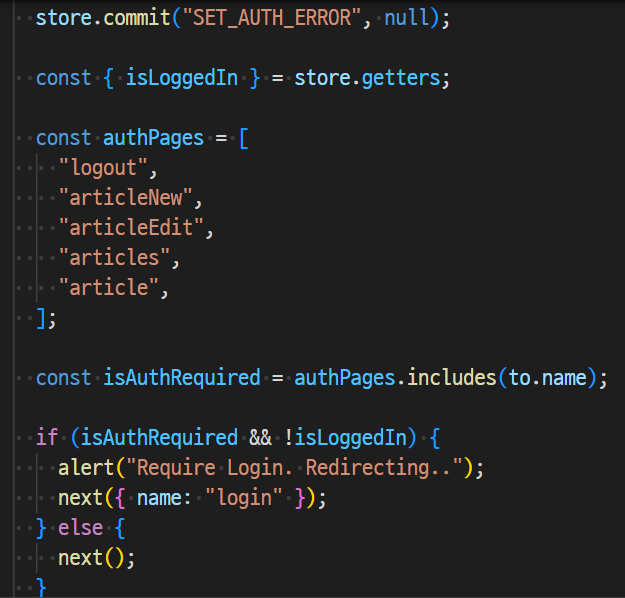 store.commit("SET_AUTH_ERROR", null);
const { isLoggedIn } = store.getters;
const authPages = [
"logout",
"articleNew",
"articleEdit",
"articles",
"article",
];
const isAuthRequired = authPages.includes(to.name);
if (isAuthRequired && !isLoggedIn) {
alert("Require Login. Redirecting..");
next({ name: "login" });
} else {
next();
}